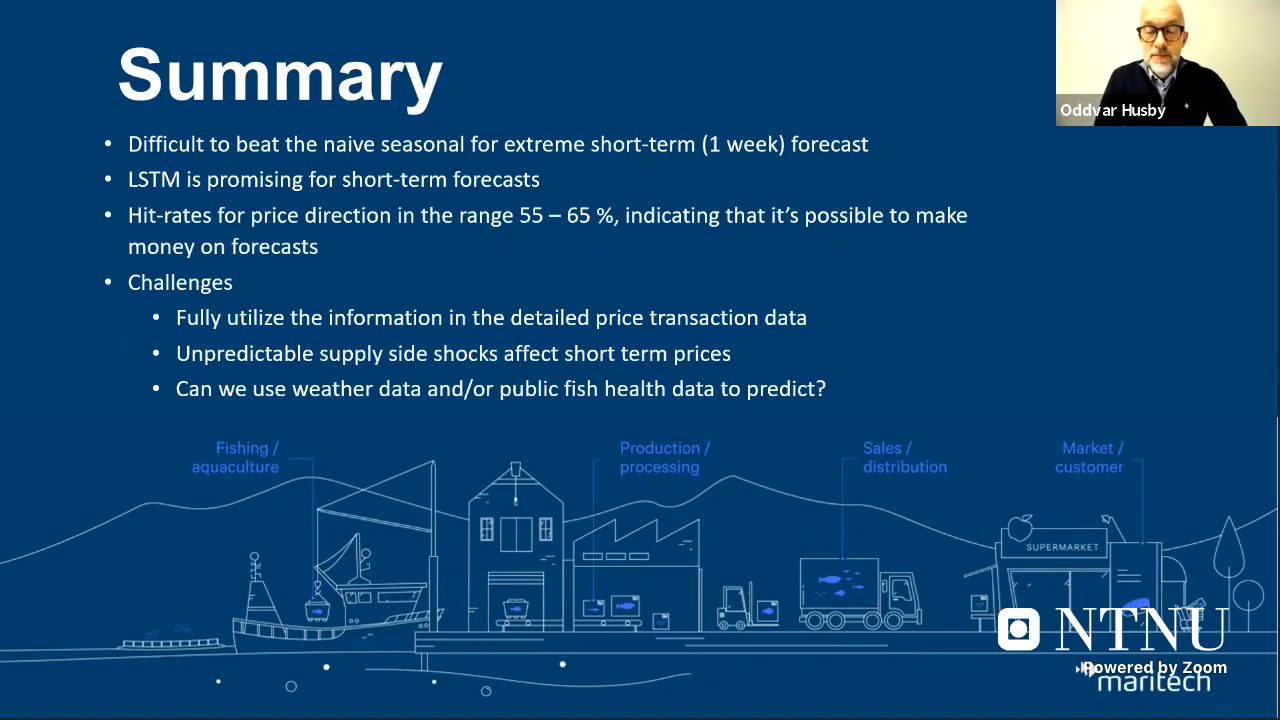 Summary
Oddvar Husby
• Difficult to beat the naive seasonal for extreme short-term (1 week) forecast
• LSTM is promising for short-term forecasts
• Hit-rates for price direction in the range 55 – 65 %, indicating that it’s possible to make
money on forecasts
• Challenges
• Fully utilize the information in the detailed price transaction data
• Unpredictable supply side shocks affect short term prices
• Can we use weather data and/or public fish health data to predict?
Fishing /
aquaculture
Production /
processing
Sales /
distribution
Market /
customer
SUPERMARKET
NTNU
Powered by Zoom
maritech